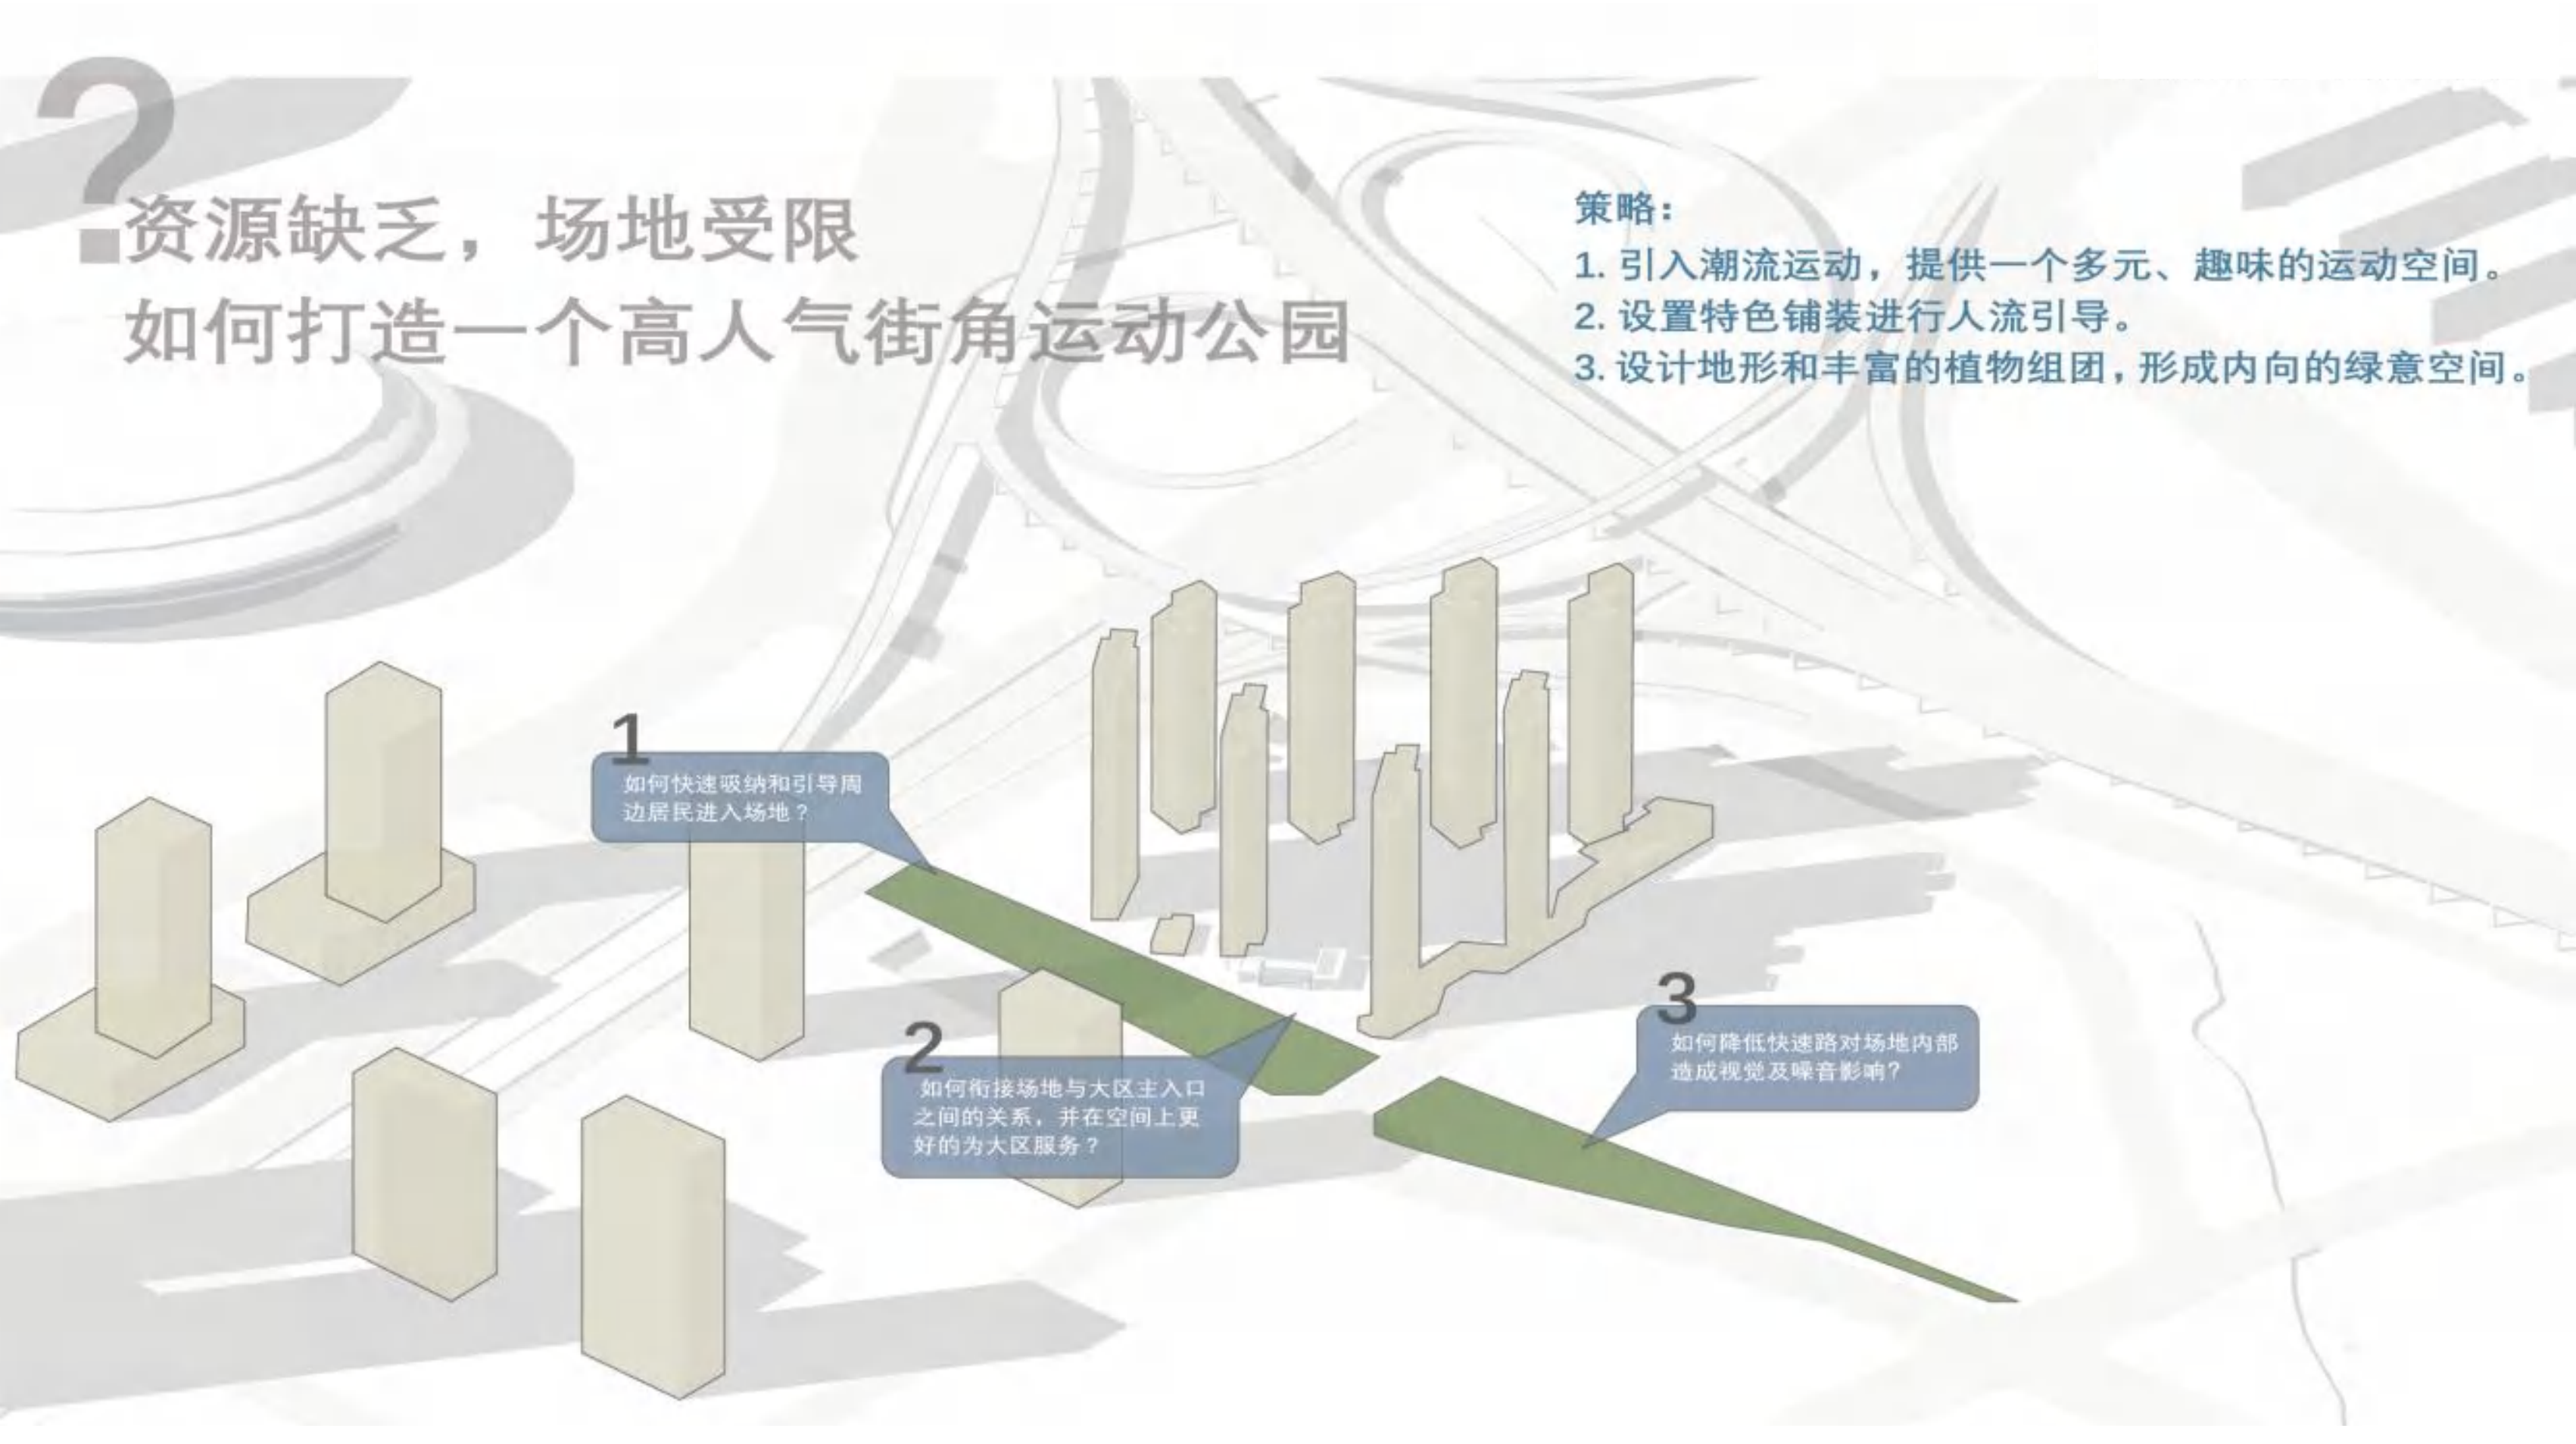 ?
资源缺乏，场地受限
如何打造一个高人气街角运动公园
策略：
1. 引入潮流运动，提供一个多元、趣味的运动空间。
2. 设置特色铺装进行人流引导。
3. 设计地形和丰富的植物组团，形成内向的绿意空间。
1
如何快速吸纳和引导周
边居民进入场地？
2
如何衔接场地与大区主入口
之间的关系，并在空间上更
好的为大区服务？
3
如何降低快速路对场地内部
造成视觉及噪音影响?